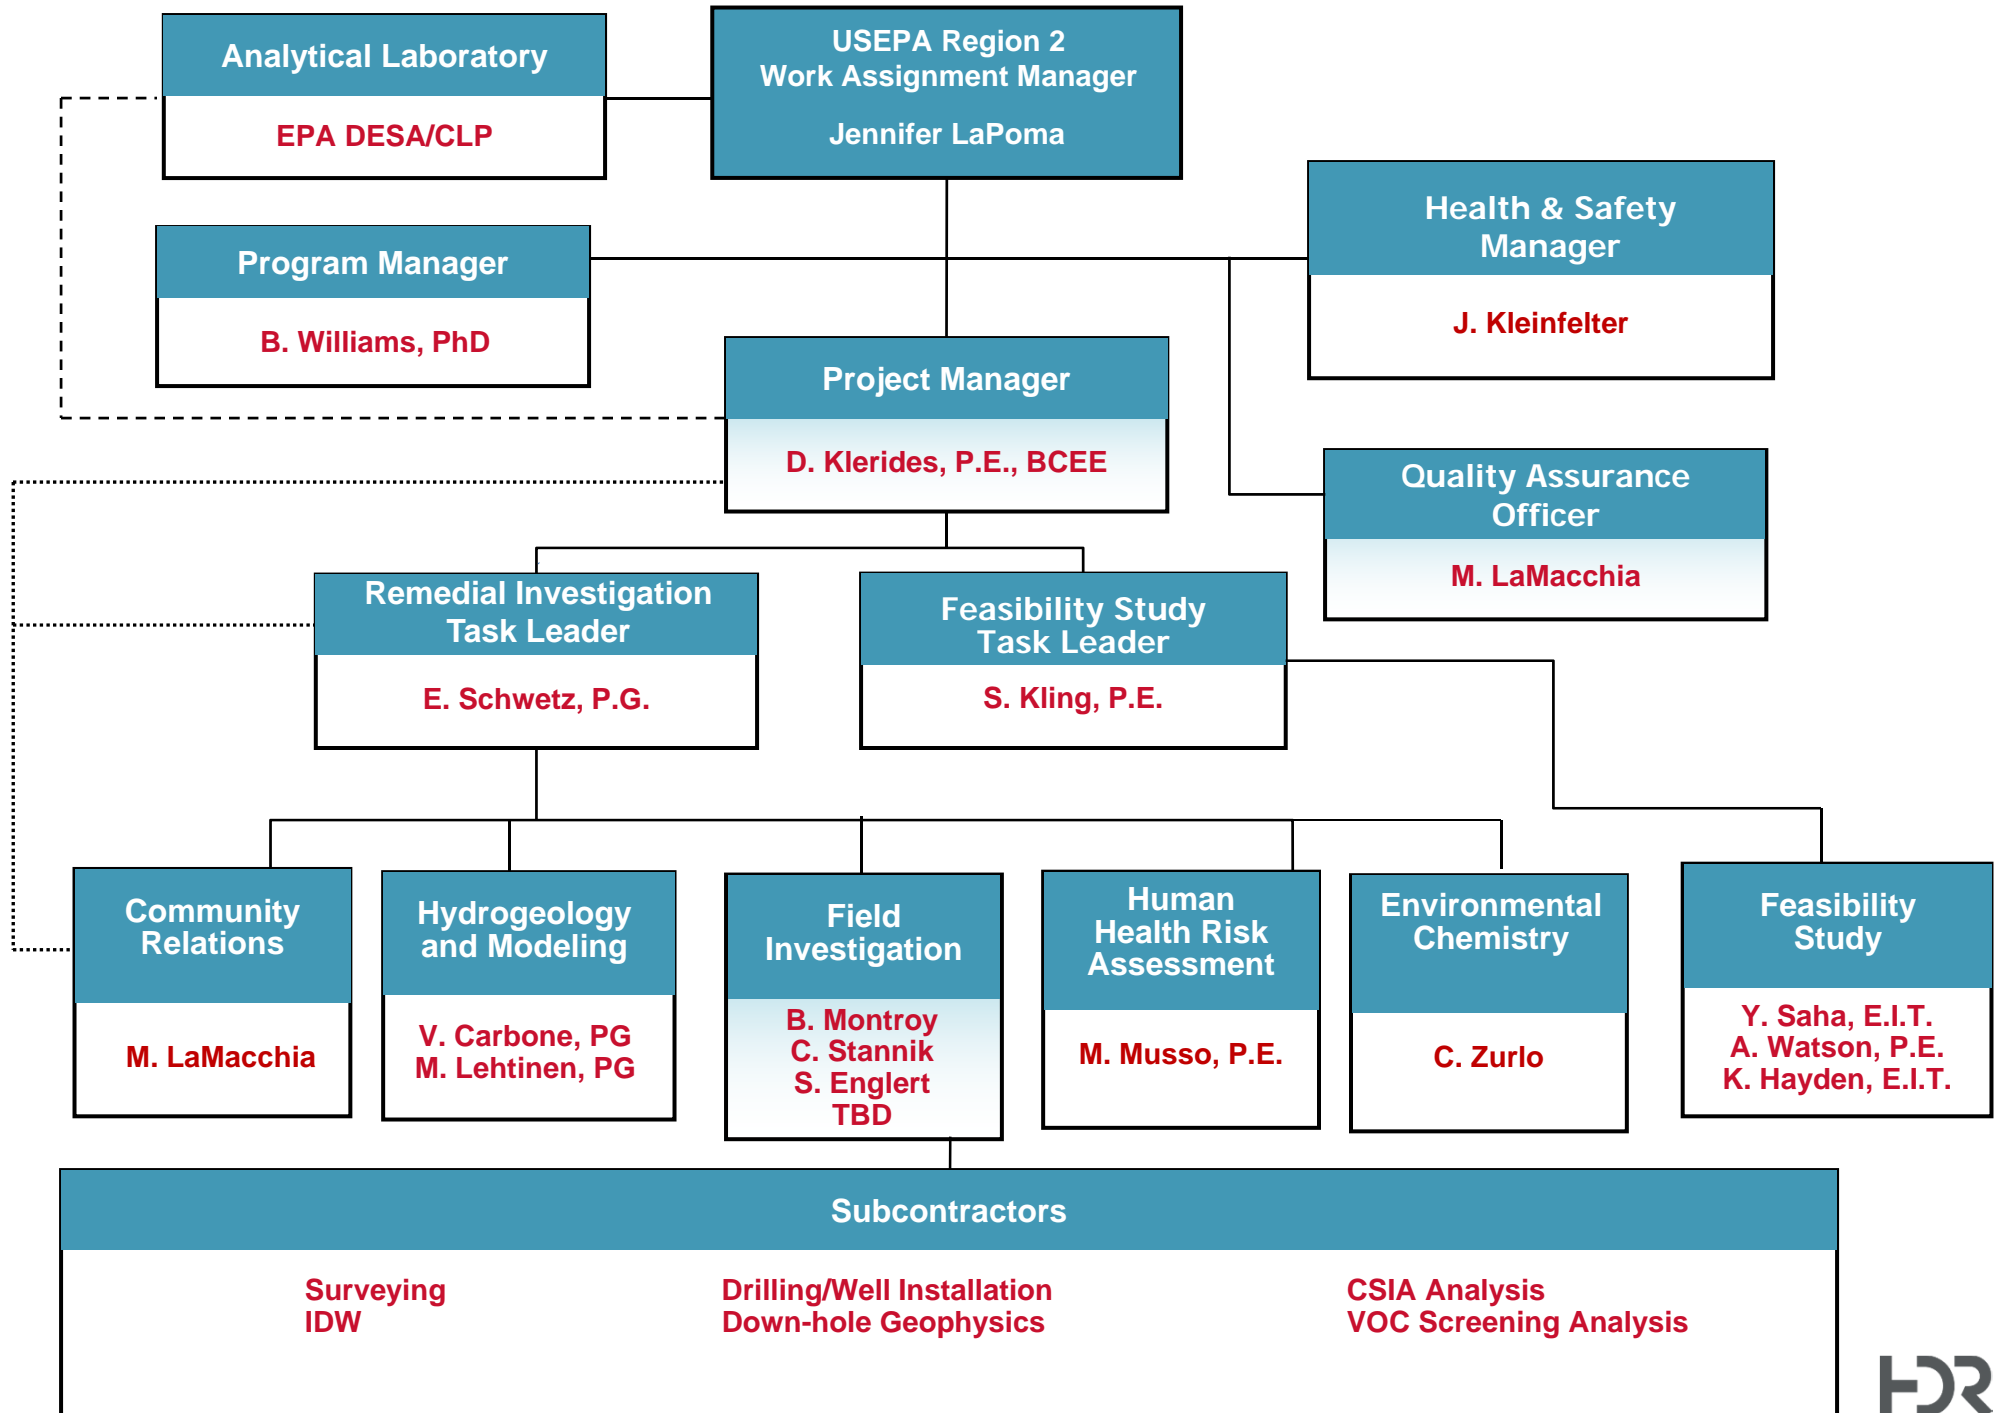 Analytical Laboratory
EPA DESA/CLP
USEPA Region 2
Work Assignment Manager
Jennifer LaPoma
Health & Safety
Manager
J. Kleinfelter
Program Manager
B. Williams, PhD
Project Manager
D. Klerides, P.E., BCEE
Quality Assurance
Officer
M. LaMacchia
Remedial Investigation
Task Leader
E. Schwetz, P.G.
Feasibility Study
Task Leader
S. Kling, P.E.
Community
Relations
M. LaMacchia
Hydrogeology
and Modeling
V. Carbone, PG
M. Lehtinen, PG
Field
Investigation
B. Montroy
C. Stannik
S. Englert
TBD
Human
Health Risk
Assessment
M. Musso, P.E.
Environmental
Chemistry
C. Zurlo
Feasibility
Study
Y. Saha, E.I.T.
A. Watson, P.E.
K. Hayden, E.I.T.
Subcontractors
Surveying
IDW
Drilling/Well Installation
Down-hole Geophysics
CSIA Analysis
VOC Screening Analysis
HDR